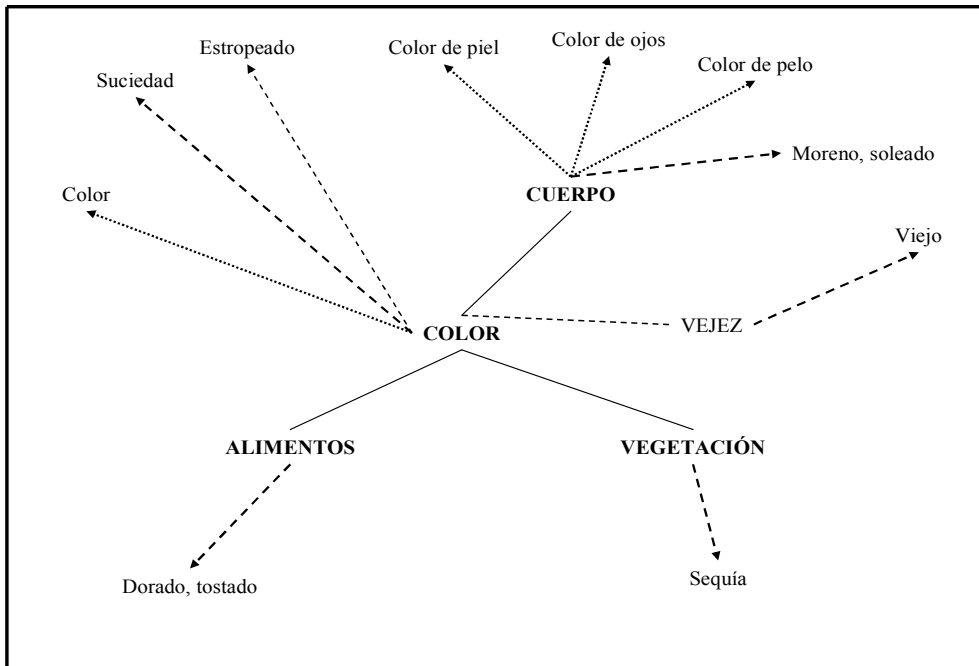 Estropeado
Color de piel
Color de ojos
Color de pelo
Suciedad
Moreno, soleado
Color
CUERPO
Viejo
COLOR
VEJEZ
ALIMENTOS
VEGETACIÓN
Dorado, tostado
Sequía